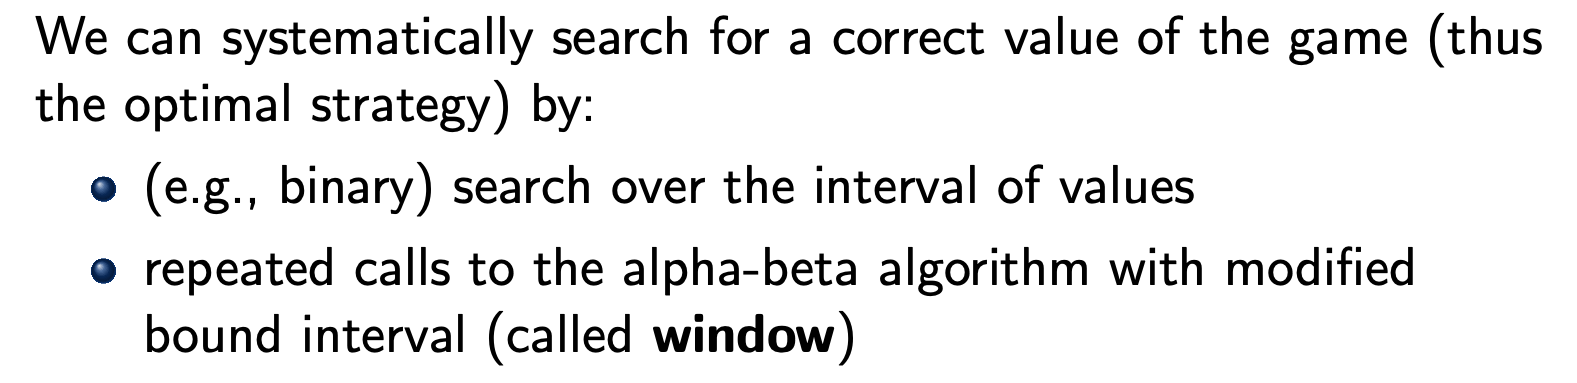 We can systematically search for a correct value of the game (thus
the optimal strategy) by:
(e.g., binary) search over the interval of values
repeated calls to the alpha-beta algorithm with modified
bound interval (called window)